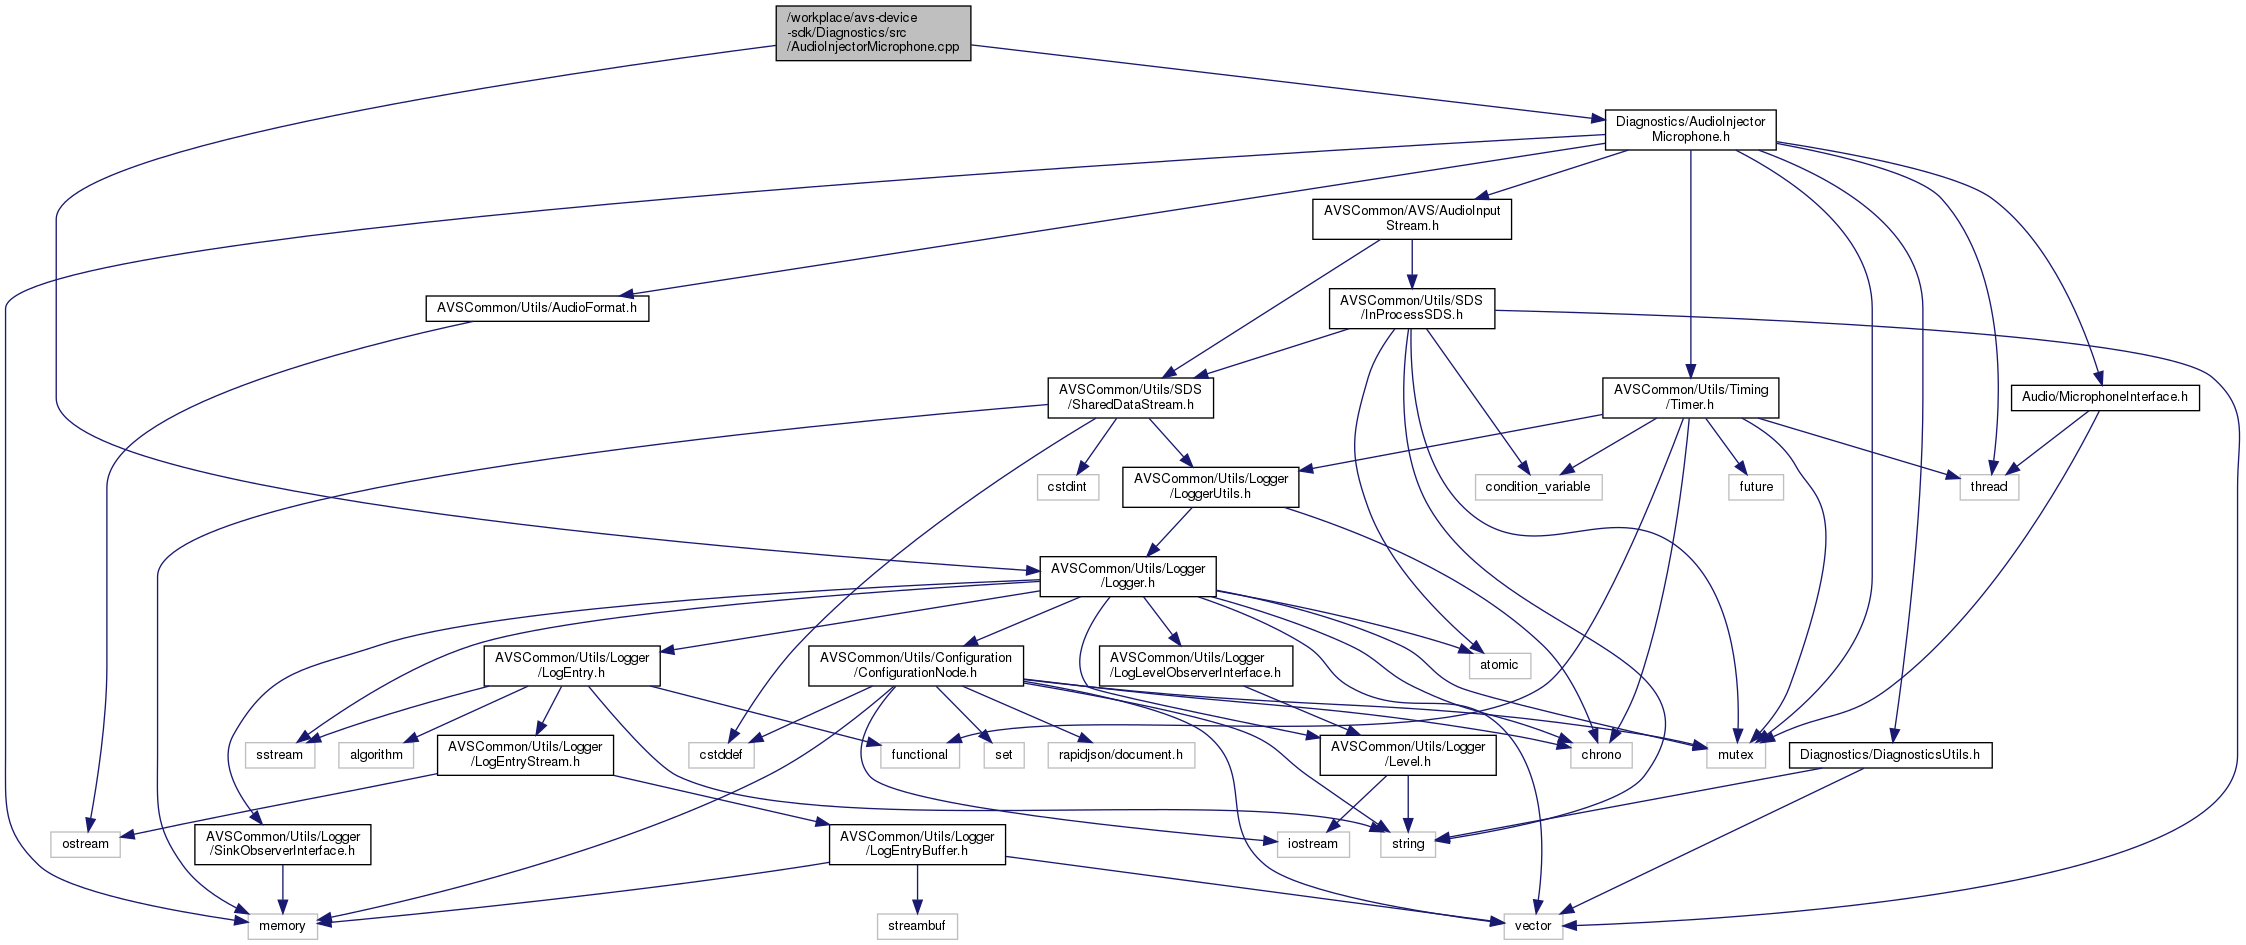 /workplace/avs-device
-sdk/Diagnostics/src
/AudioInjectorMicrophone.cpp
Diagnostics/AudioInjector
Microphone.h
AVSCommon/AVS/AudioInput
Stream.h
AVSCommon/Utils/AudioFormat.h
AVSCommon/Utils/SDS
/InProcessSDS.h
AVSCommon/Utils/SDS
/SharedDataStream.h
AVSCommon/Utils/Timing
/Timer.h
Audio/MicrophoneInterface.h
cstdint
AVSCommon/Utils/Logger
/LoggerUtils.h
condition_variable
future
thread
AVSCommon/Utils/Logger
/Logger.h
AVSCommon/Utils/Logger
/LogEntry.h
AVSCommon/Utils/Configuration
/ConfigurationNode.h
AVSCommon/Utils/Logger
/LogLevelObserverInterface.h
atomic
sstream
algorithm
AVSCommon/Utils/Logger
/LogEntryStream.h
cstddef
functional
set
rapidjson/document.h
AVSCommon/Utils/Logger
/Level.h
chrono
mutex
Diagnostics/DiagnosticsUtils.h
ostream
AVSCommon/Utils/Logger
/SinkObserverInterface.h
AVSCommon/Utils/Logger
/LogEntryBuffer.h
iostream
string
memory
streambuf
vector